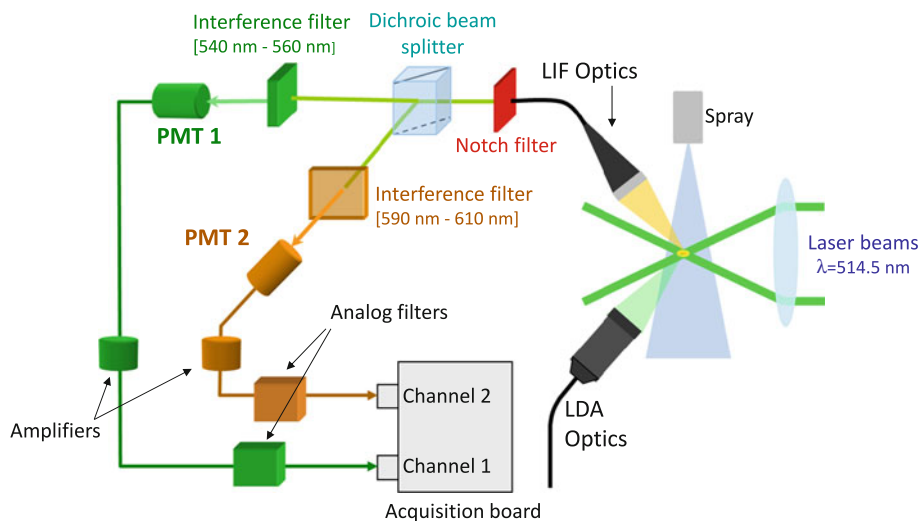 Interference filter
[540 nm - 560 nm]
Dichroic beam
splitter
LIF Optics
Spray
PMT 1
Notch filter
Interference filter
[590 nm - 610 nm]
PMT 2
Laser beams
λ=514.5 nm
Analog filters
Amplifiers
Channel 2
LDA
Optics
Channel 1
Acquisition board